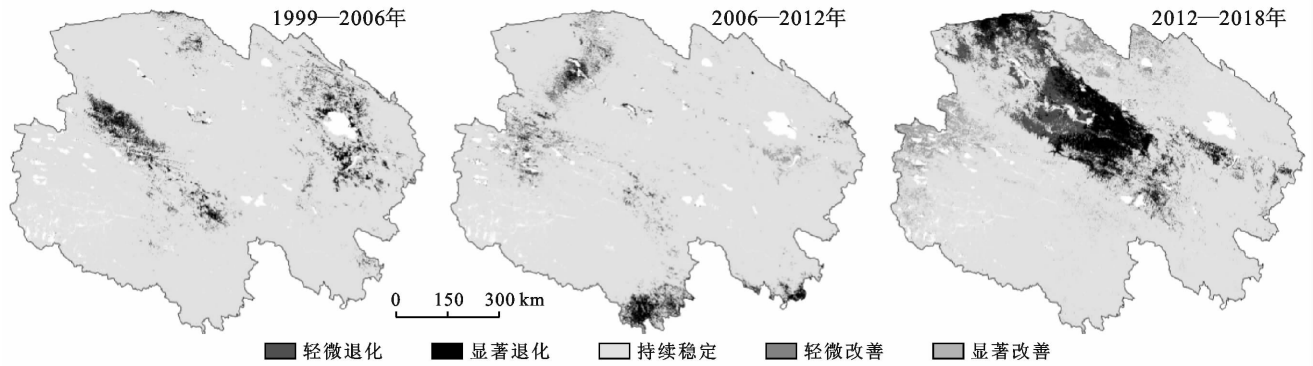 1999—2006年
2006—2012年
2012—2018年
0 150 300 km
轻微退化 显著退化 持续稳定 轻微改善 显著改善